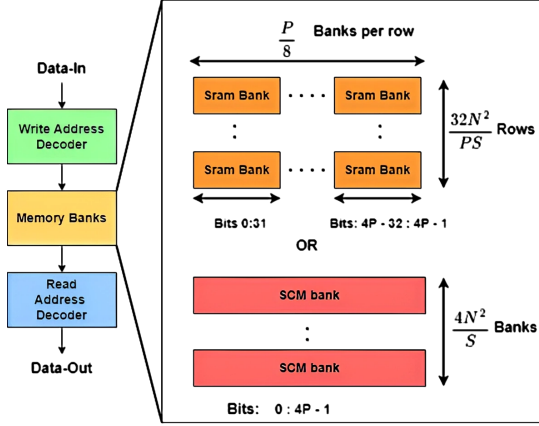 Data-In
Write Address
Decoder
Memory Banks
Read
Address
Decoder
Data-Out
P/8 Banks per row
Sram Bank .... Sram Bank
: :
Sram Bank .... Sram Bank
32N²/PS Rows
Bits 0:31 Bits: 4P - 32 : 4P - 1
OR
SCM bank
:
SCM bank
4N²/S Banks
Bits: 0 : 4P - 1